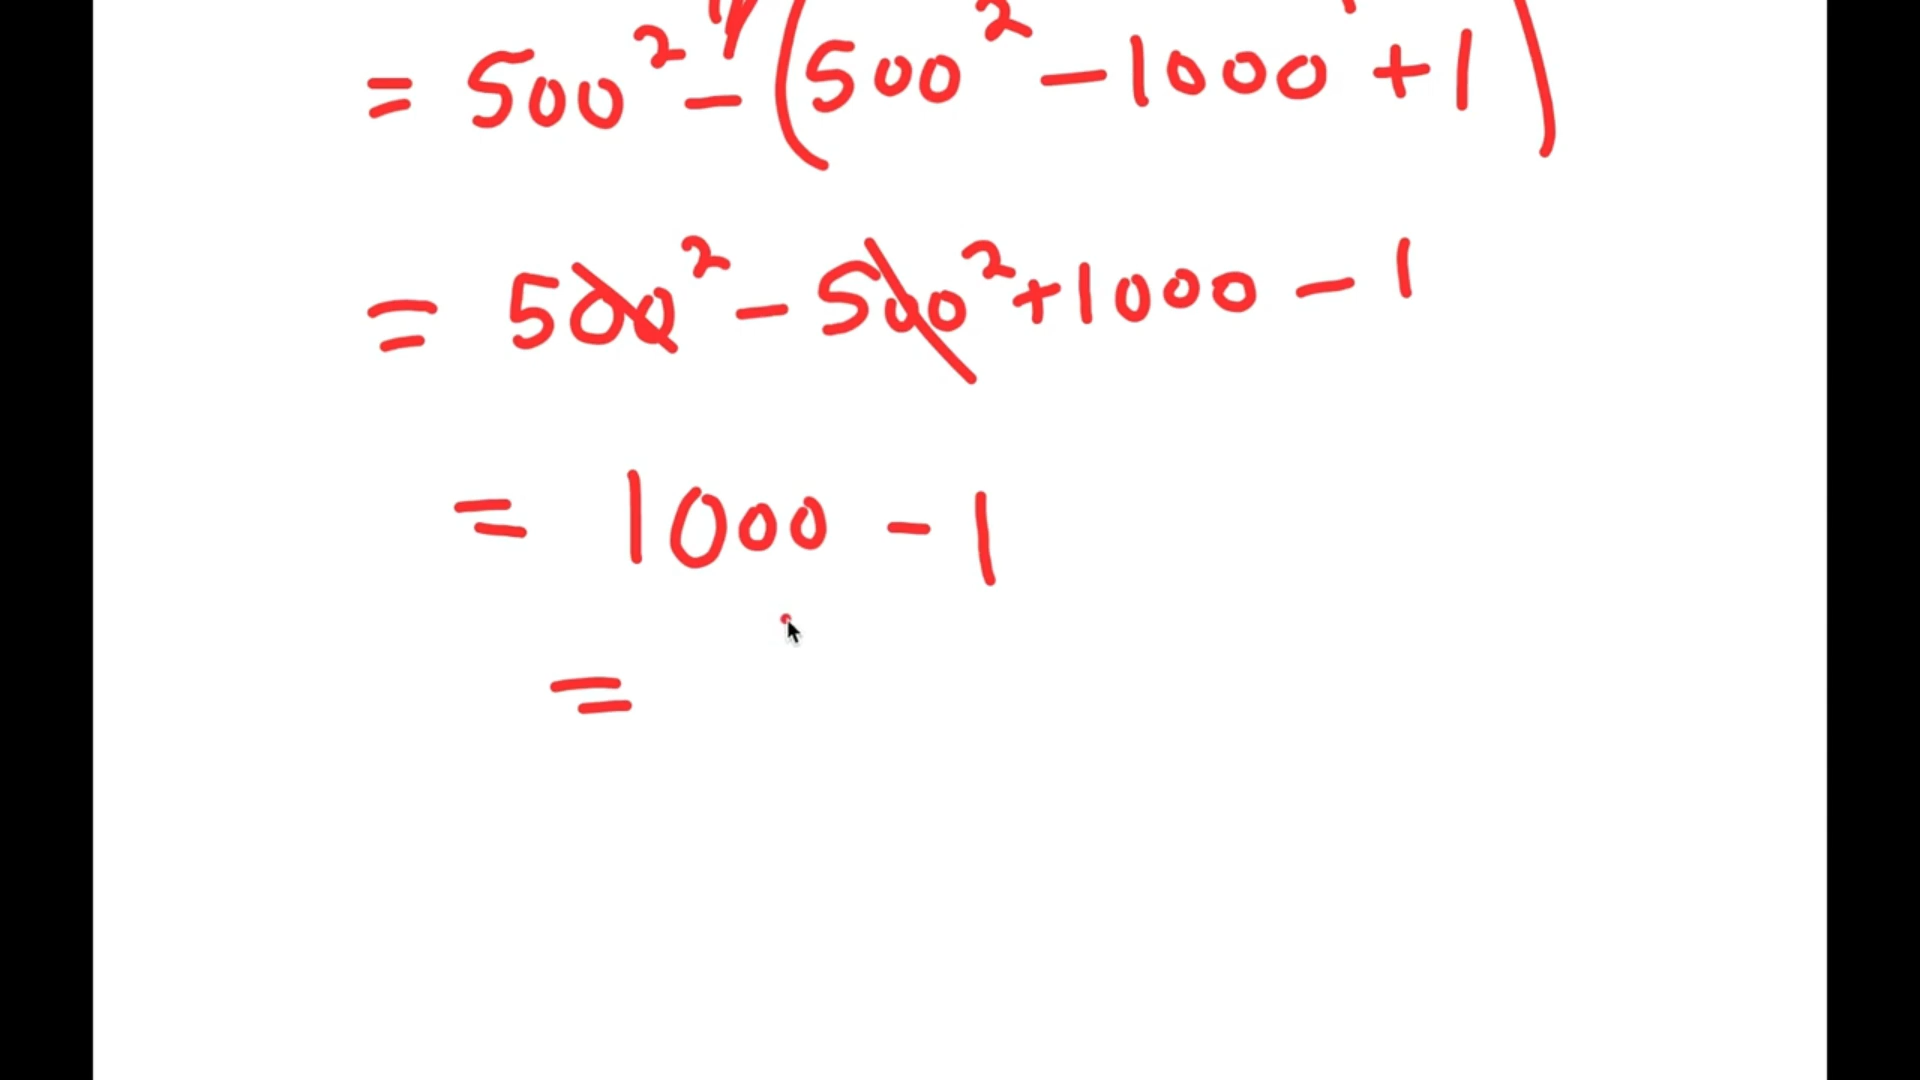 = 500² - (500² - 1000 + 1)
= 500² - 500² + 1000 - 1
= 1000 - 1
=